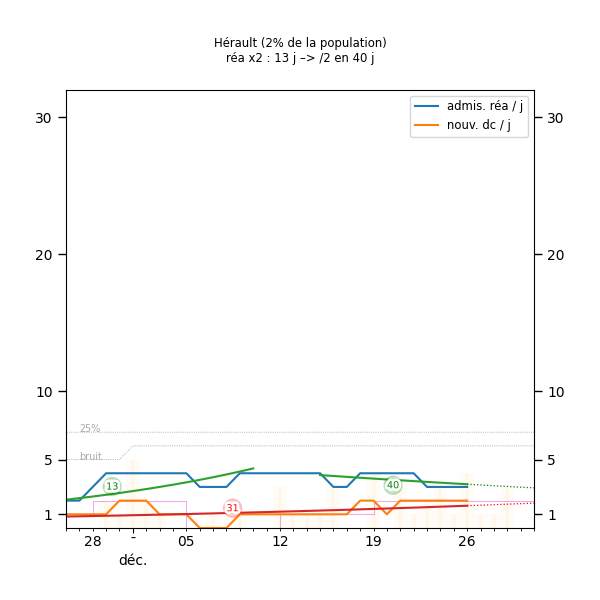 Hérault (2% de la population)
réa x2 : 13 j –> /2 en 40 j
admis. réa / j
nouv. dc / j
30 30
20 20
10 10
25%
bruit
5 5
13
40
31
1 1
28 - 05 12 19 26
déc.